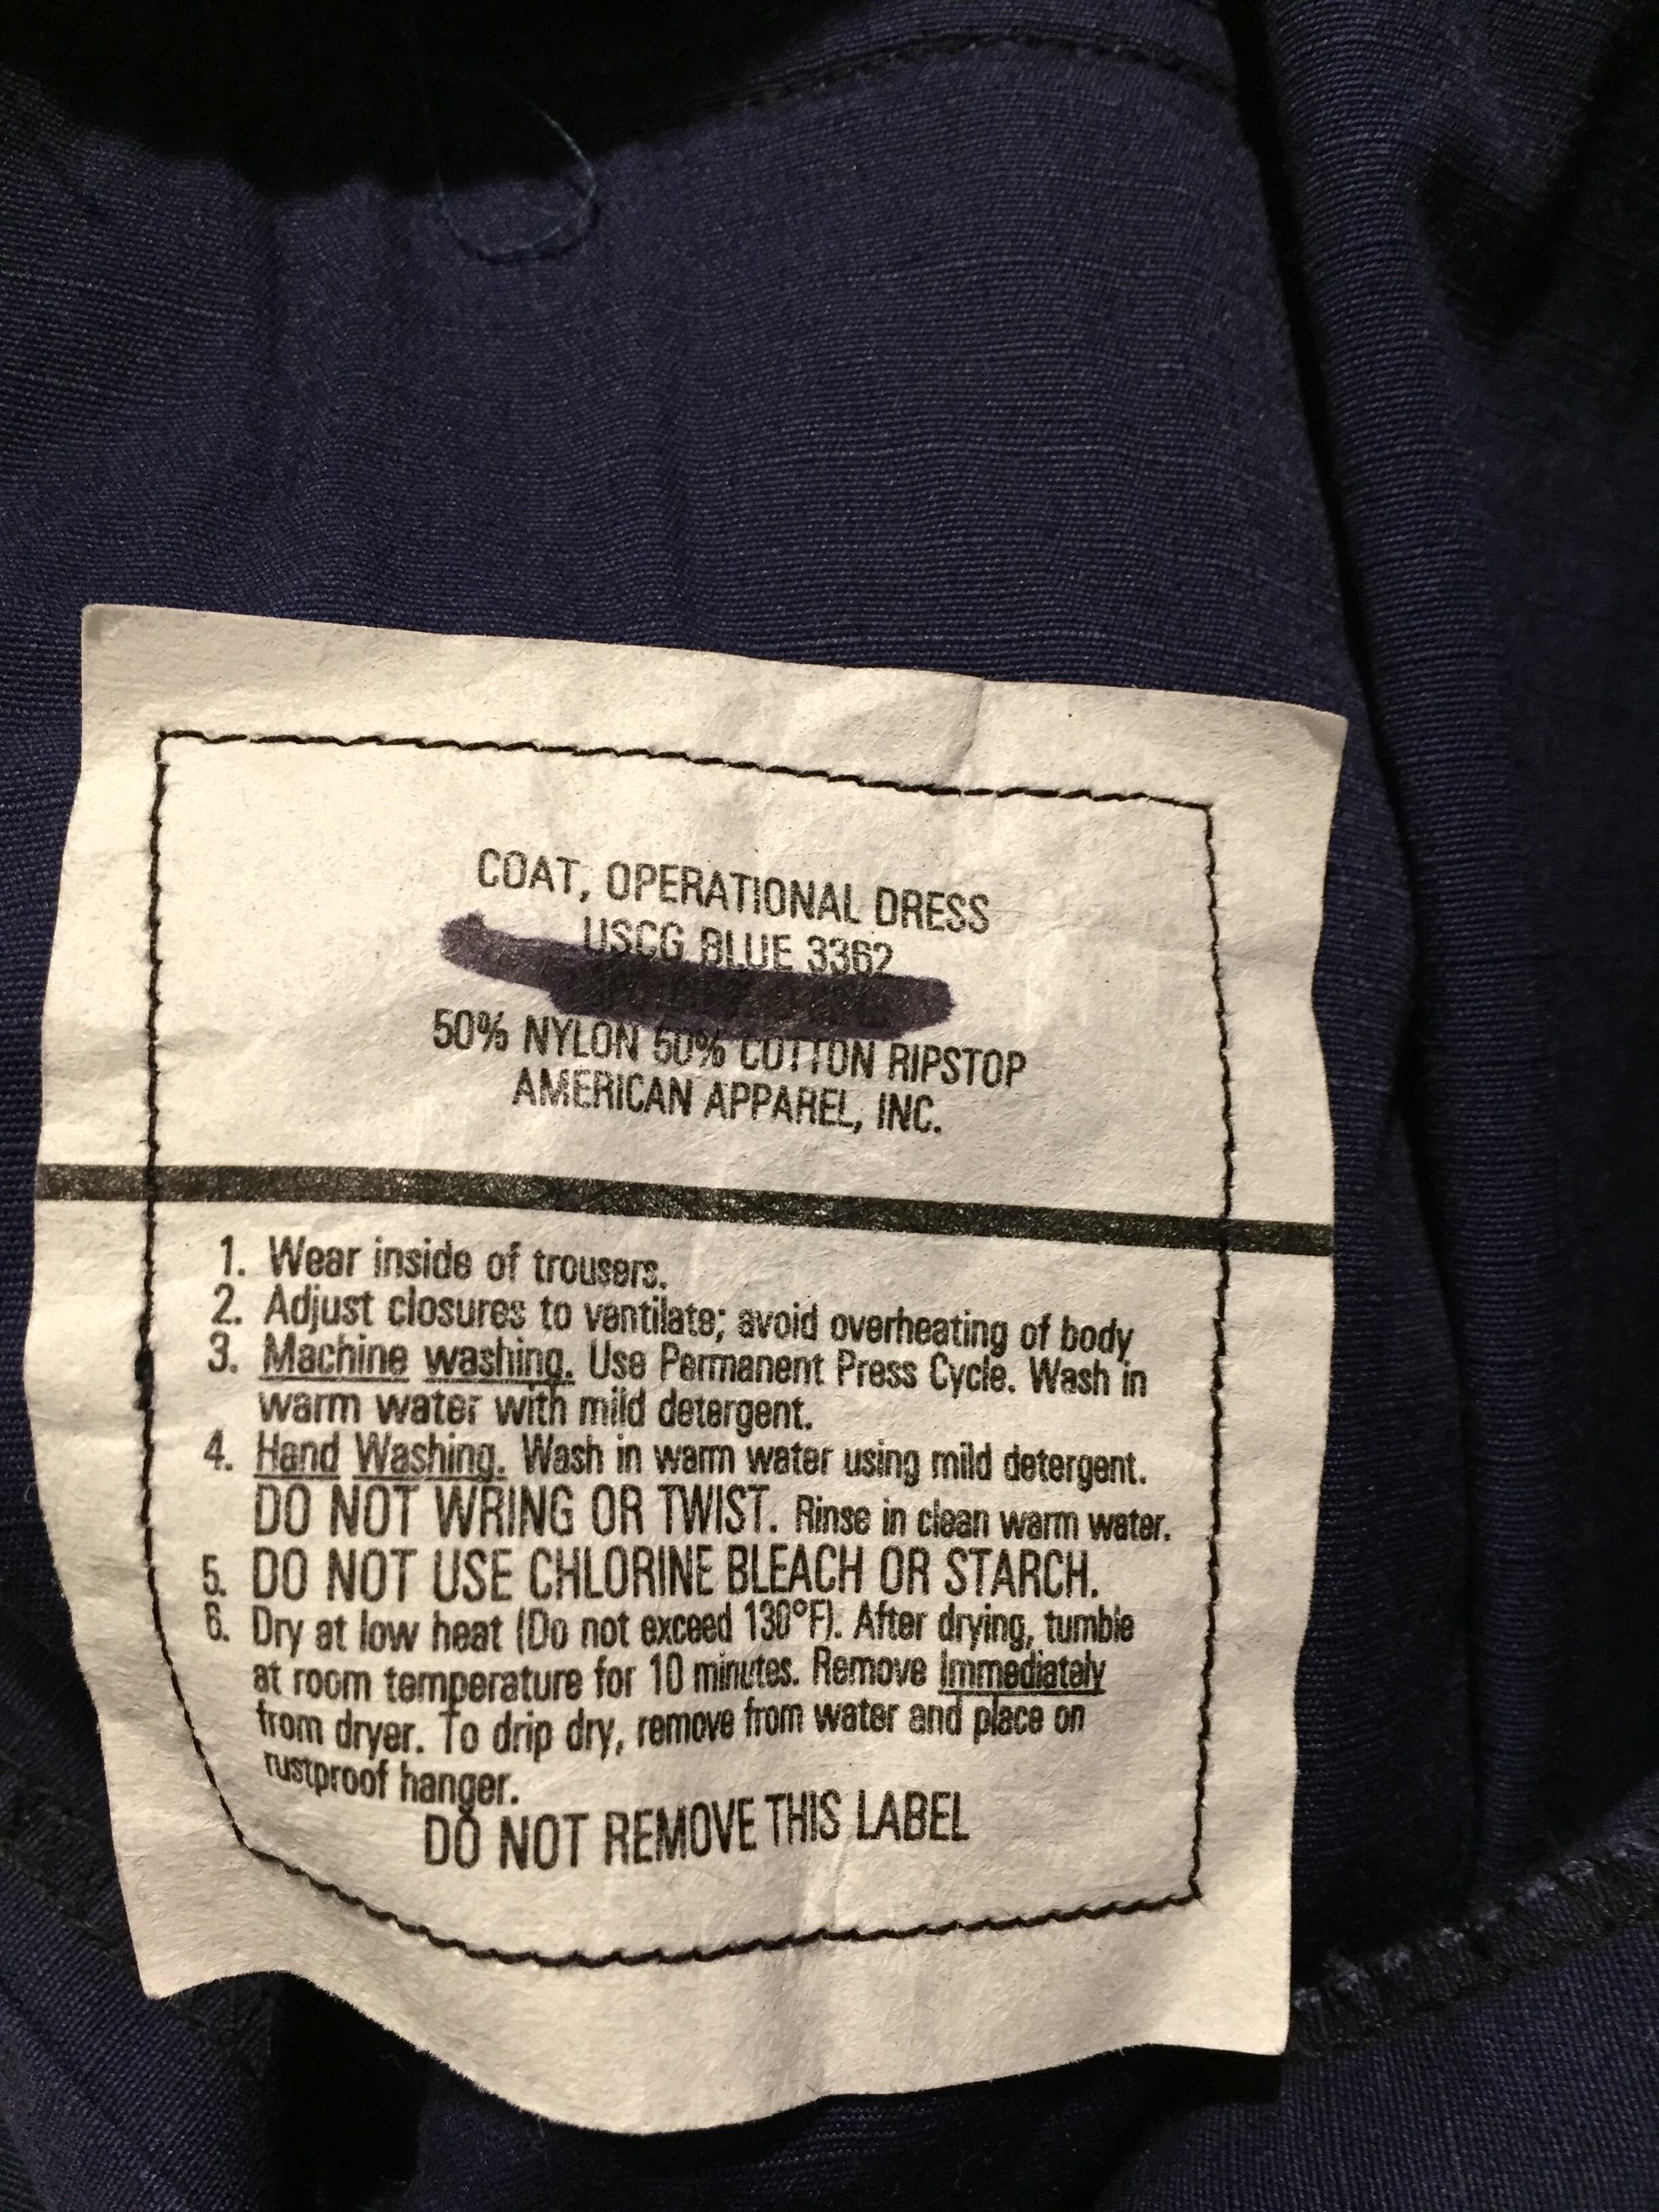 COAT, OPERATIONAL DRESS
USCG BLUE 3362
50% NYLON 50% COTTON RIPSTOP
AMERICAN APPAREL, INC.
1. Wear inside of trousers.
2. Adjust closures to ventilate; avoid overheating of body
3. Machine washing. Use Permanent Press Cycle. Wash in
warm water with mild detergent.
4. Hand Washing. Wash in warm water using mild detergent.
DO NOT WRING OR TWIST. Rinse in clean warm water.
5. DO NOT USE CHLORINE BLEACH OR STARCH.
6. Dry at low heat (Do not exceed 130°F). After drying, tumble
at room temperature for 10 minutes. Remove Immediately
from dryer. To drip dry, remove from water and place on
rustproof hanger.
DO NOT REMOVE THIS LABEL